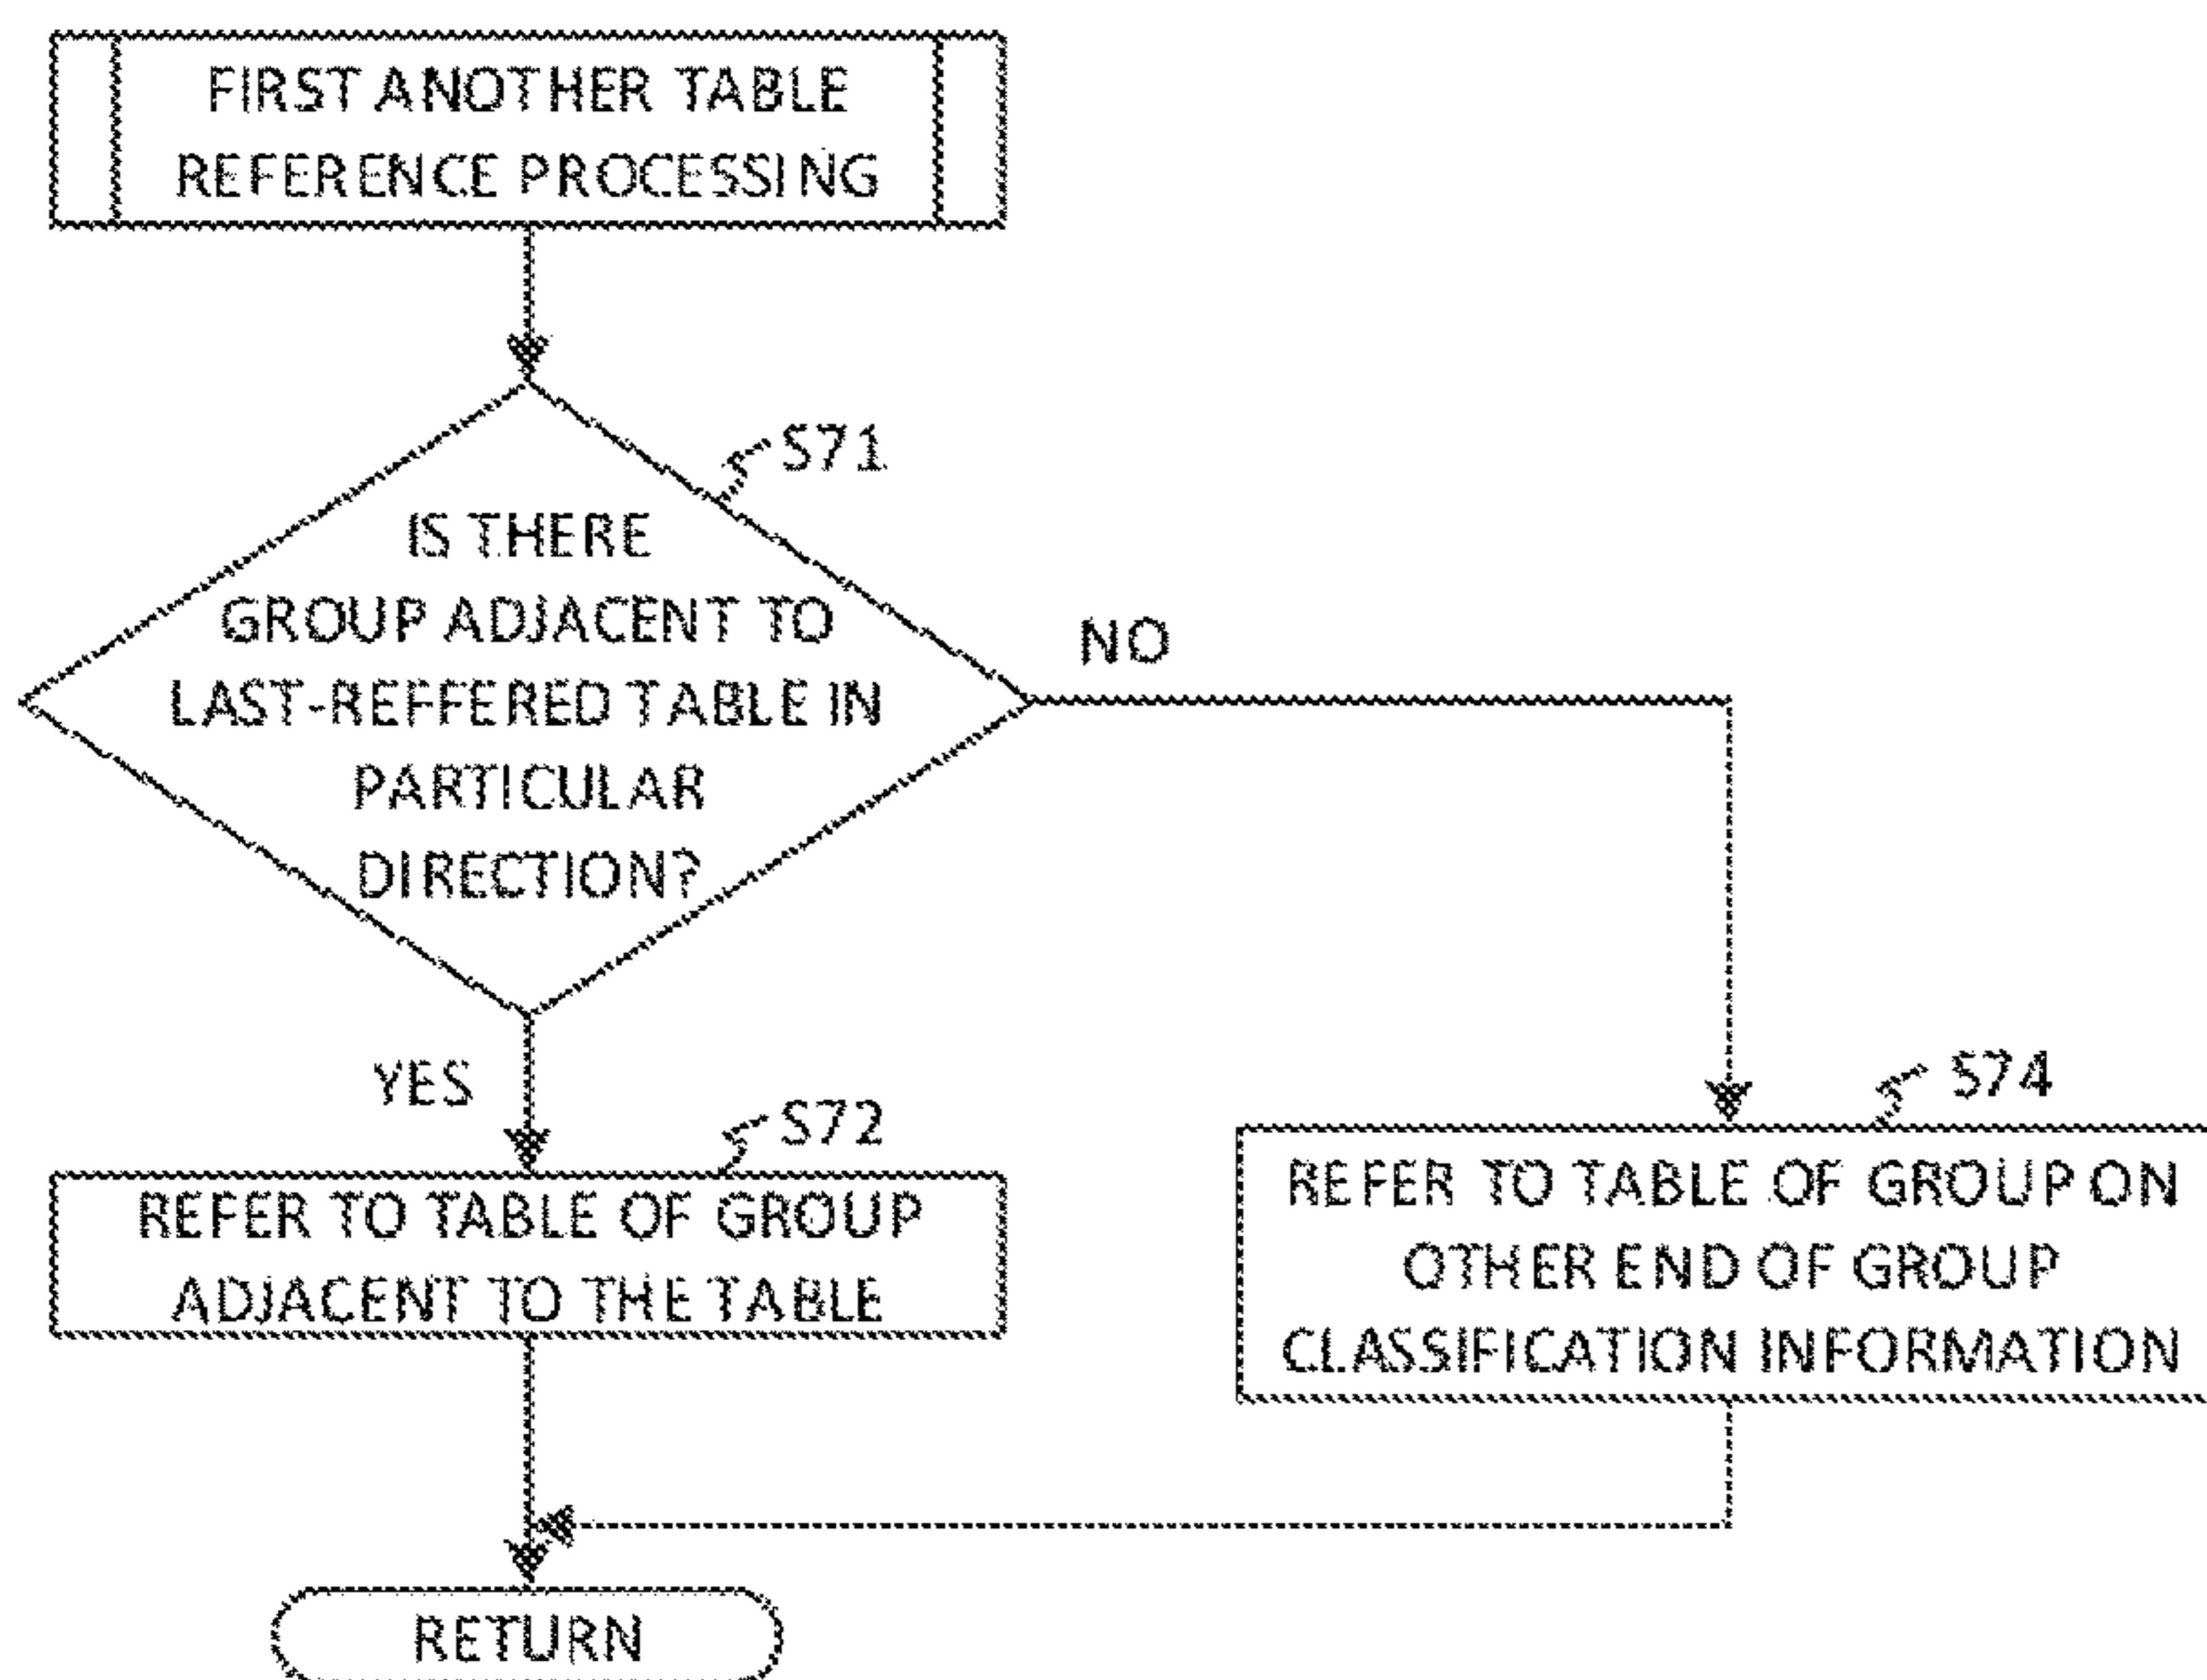 FIRST ANOTHER TABLE
REFERENCE PROCESSING
S71
IS THERE
GROUP ADJACENT TO
LAST-REFFERED TABLE IN
PARTICULAR
DIRECTION?
NO
YES
S72
REFER TO TABLE OF GROUP
ADJACENT TO THE TABLE
S74
REFER TO TABLE OF GROUP ON
OTHER END OF GROUP
CLASSIFICATION INFORMATION
RETURN